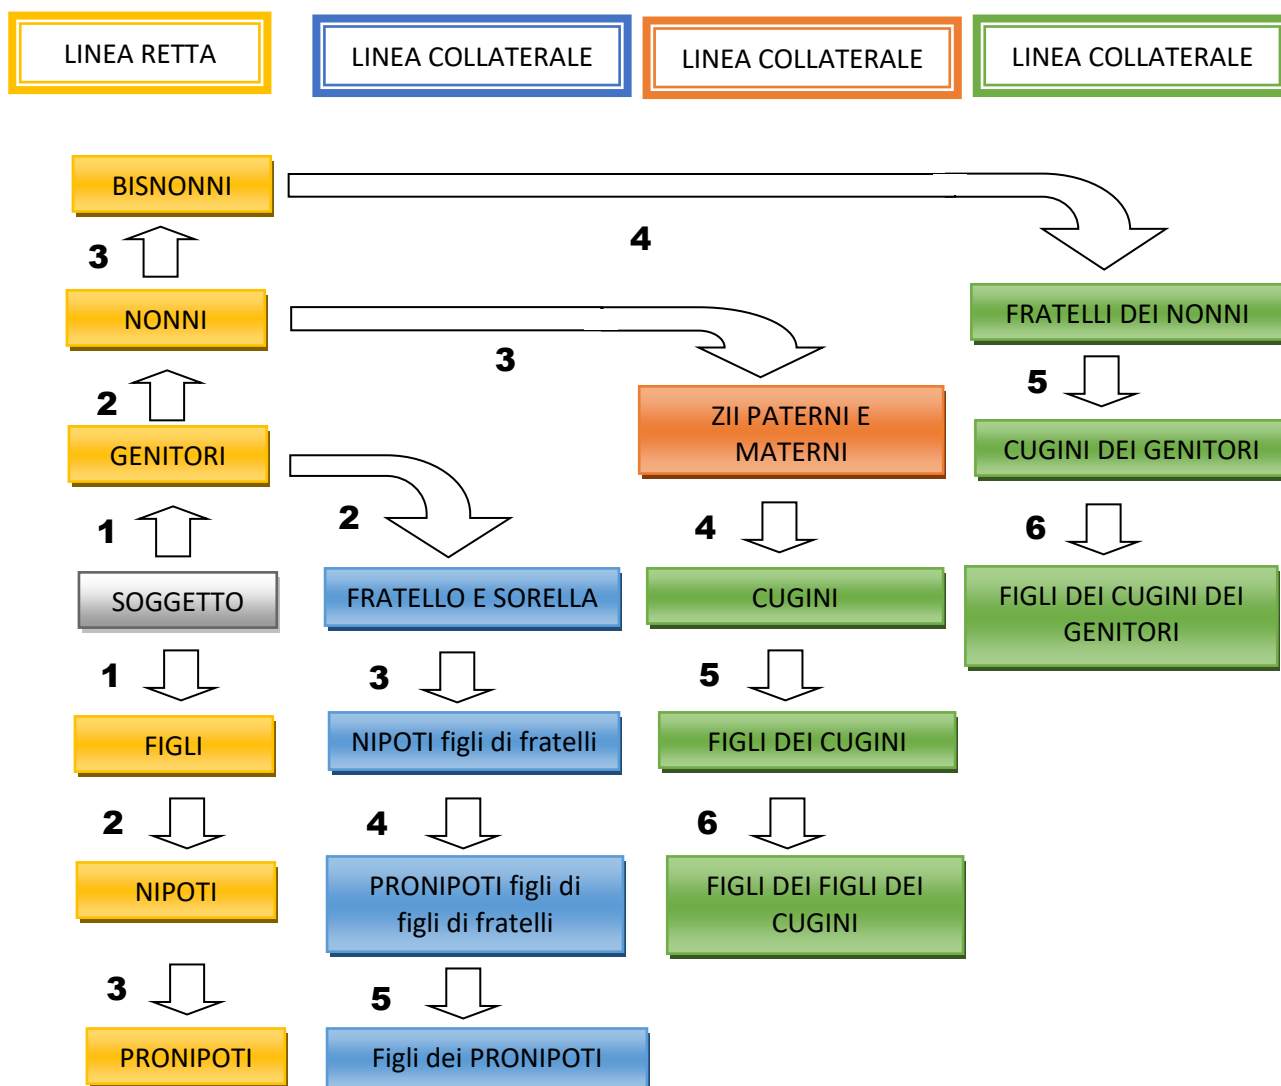 LINEA RETTA
LINEA COLLATERALE
LINEA COLLATERALE
LINEA COLLATERALE
BISNONNI
4
3
NONNI
FRATELLI DEI NONNI
3
5
2
ZII PATERNI E
MATERNI
GENITORI
CUGINI DEI GENITORI
1
2
4
6
SOGGETTO
FRATELLO E SORELLA
CUGINI
FIGLI DEI CUGINI DEI
GENITORI
1
3
5
FIGLI
NIPOTI figli di fratelli
FIGLI DEI CUGINI
2
4
6
NIPOTI
PRONIPOTI figli di
figli di fratelli
FIGLI DEI FIGLI DEI
CUGINI
3
5
PRONIPOTI
Figli dei PRONIPOTI